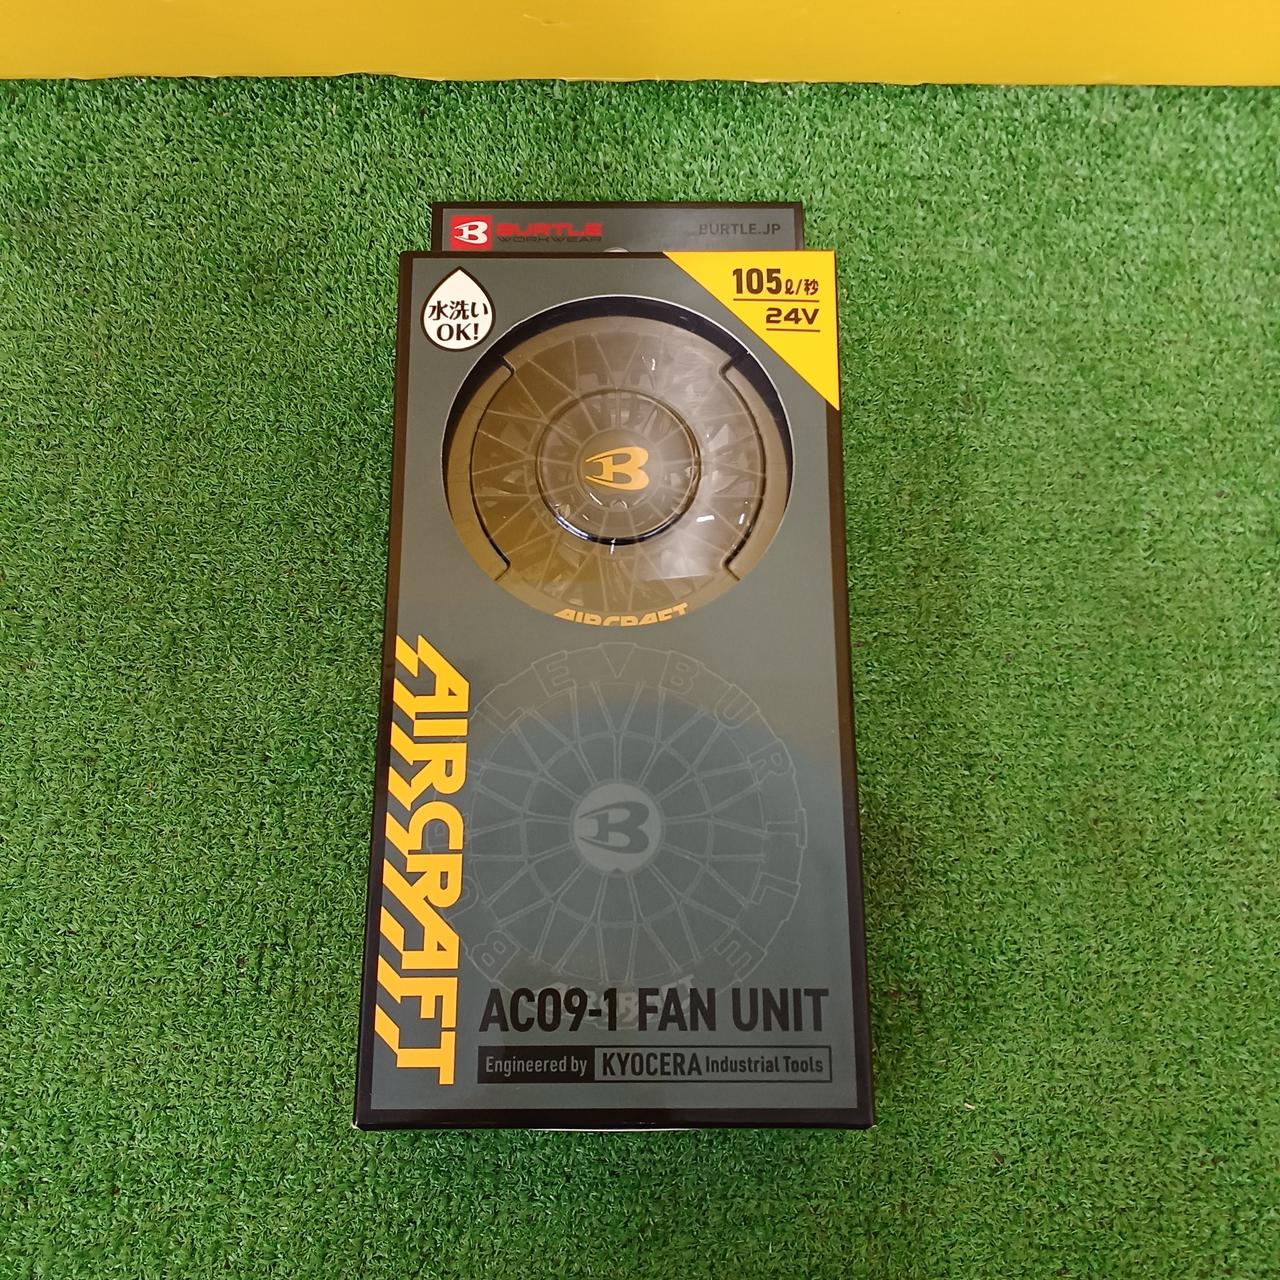 B BURTLE
WORKWEAR
BURTLE.JP
水洗い
OK!
105ℓ/秒
24V
B
AIRCRAFT
AIRCRAFT
B
AC09-1 FAN UNIT
Engineered by KYOCERA Industrial Tools